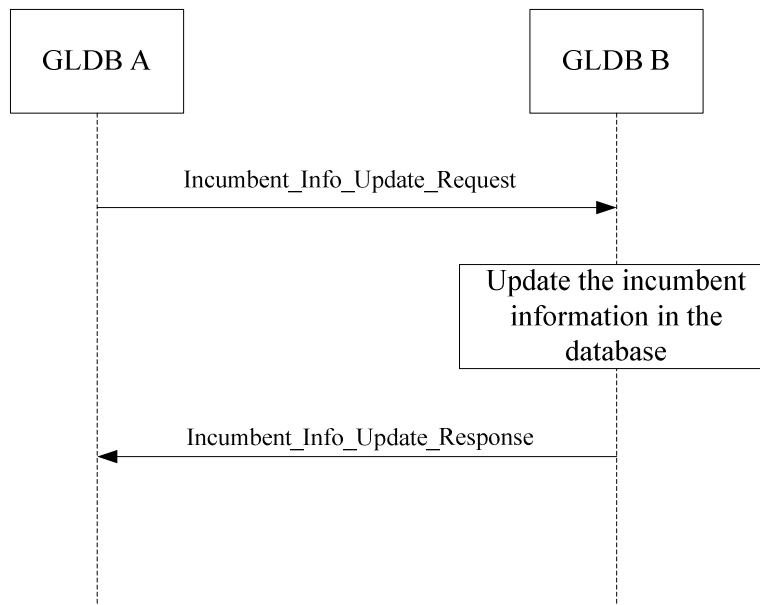 GLDB A
GLDB B
Incumbent_Info_Update_Request
Update the incumbent
information in the
database
Incumbent_Info_Update_Response